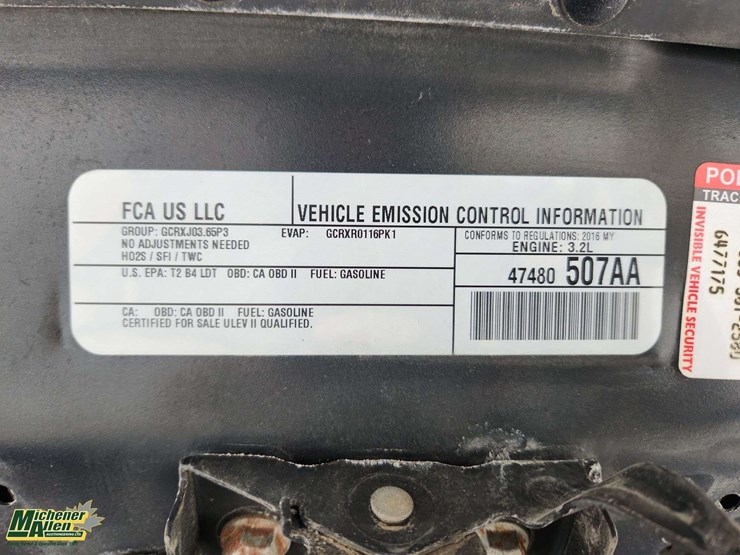 FCA US LLC
VEHICLE EMISSION CONTROL INFORMATION
GROUP: GCRXJ03.65P3 EVAP: GCRXR0116PK1
NO ADJUSTMENTS NEEDED
HO2S / SFI / TWC
CONFORMS TO REGULATIONS: 2016 MY
ENGINE: 3.2L
U.S. EPA: T2 B4 LDT OBD: CA OBD II FUEL: GASOLINE
47480 507AA
CA: OBD: CA OBD II FUEL: GASOLINE
CERTIFIED FOR SALE ULEV II QUALIFIED.
TRAC
INVISIBLE VEHICLE SECURITY
6477175
Michener
Allen
AUCTIONEERING LTD.